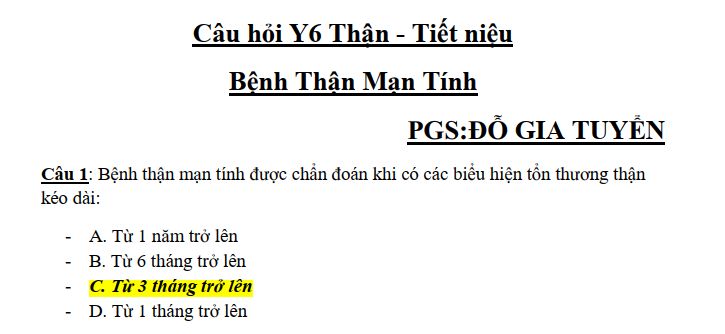 Câu hỏi Y6 Thận - Tiết niệu
Bệnh Thận Mạn Tính
PGS:ĐỖ GIA TUYỂN
Câu 1: Bệnh thận mạn tính được chẩn đoán khi có các biểu hiện tổn thương thận
kéo dài:
- A. Từ 1 năm trở lên
- B. Từ 6 tháng trở lên
- C. Từ 3 tháng trở lên
- D. Từ 1 tháng trở lên